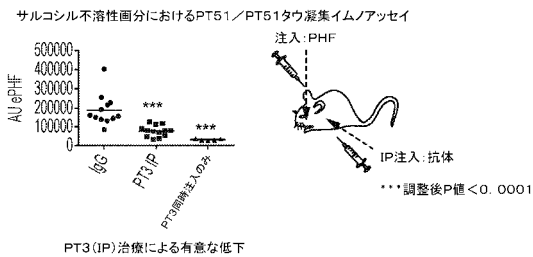 サルコシル不溶性画分におけるPT51／PT51タウ凝集イムノアッセイ
500000
400000
300000
200000
100000
0
AU ePHF
***
***
IgG
PT3 IP
PT3同時注入のみ
注入：PHF
IP注入：抗体
***調整後P値＜0.0001
PT3（IP）治療による有意な低下